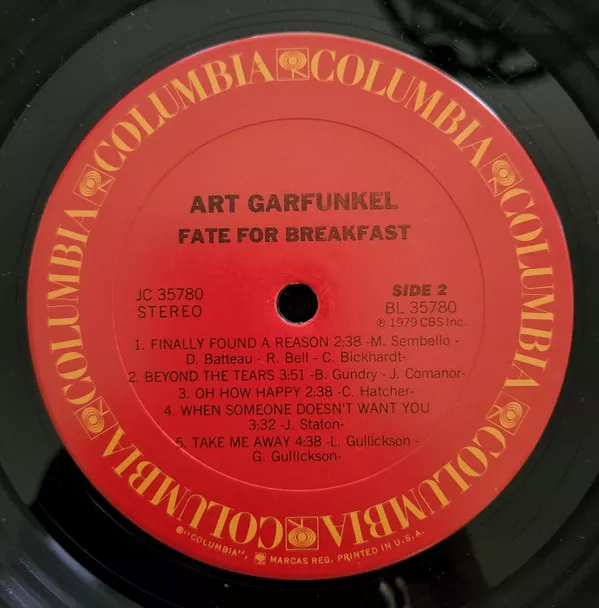 COLUMBIA COLUMBIA COLUMBIA COLUMBIA COLUMBIA COLUMBIA
ART GARFUNKEL
FATE FOR BREAKFAST
JC 35780
STEREO
SIDE 2
BL 35780
℗ 1979 CBS Inc.
1. FINALLY FOUND A REASON 2:38 -M. Sembello -
D. Batteau - R. Bell - C. Bickhardt-
2. BEYOND THE TEARS 3:51 -B. Gundry - J. Comanor-
3. OH HOW HAPPY 2:38 -C. Hatcher-
4. WHEN SOMEONE DOESN'T WANT YOU
3:32 -J. Staton-
5. TAKE ME AWAY 4:38 -L. Gullickson -
G. Gullickson-
®"COLUMBIA", MARCAS REG. PRINTED IN U.S.A.